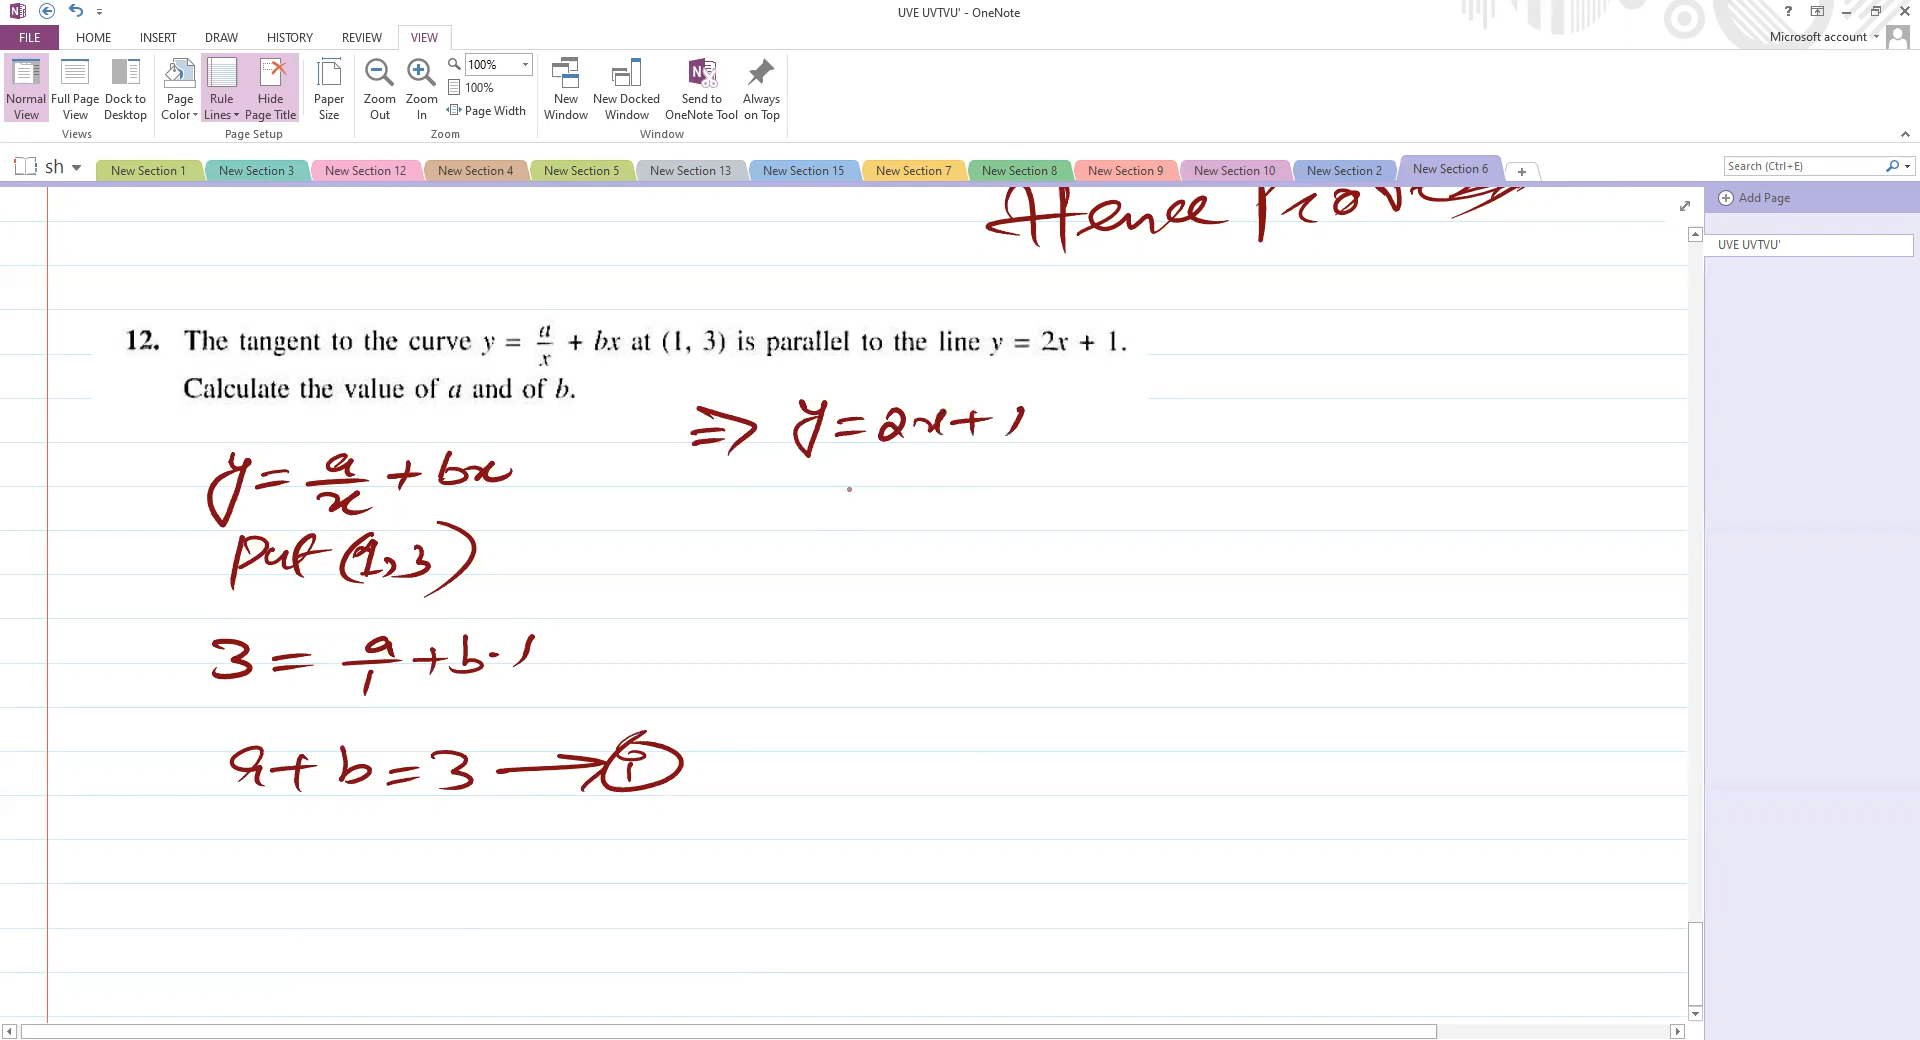 UVE UVTVU' - OneNote
?
Microsoft account
FILE HOME INSERT DRAW HISTORY REVIEW VIEW
Normal View
Full Page View
Dock to Desktop
Views
Page Color
Rule Lines
Hide Page Title
Paper Size
Page Setup
Zoom Out
Zoom In
100%
100%
Page Width
Zoom
New Window
New Docked Window
Send to OneNote Tool
Always on Top
Window
sh
New Section 1
New Section 3
New Section 12
New Section 4
New Section 5
New Section 13
New Section 15
New Section 7
New Section 8
New Section 9
New Section 10
New Section 2
New Section 6
Search (Ctrl+E)
Add Page
UVE UVTVU'
Hence Proved
12. The tangent to the curve y = a/x + bx at (1, 3) is parallel to the line y = 2x + 1.
Calculate the value of a and of b.
⇒ y = 2x + 1
y = a/x + bx
Put (1, 3)
3 = a/1 + b · 1
a + b = 3 → i